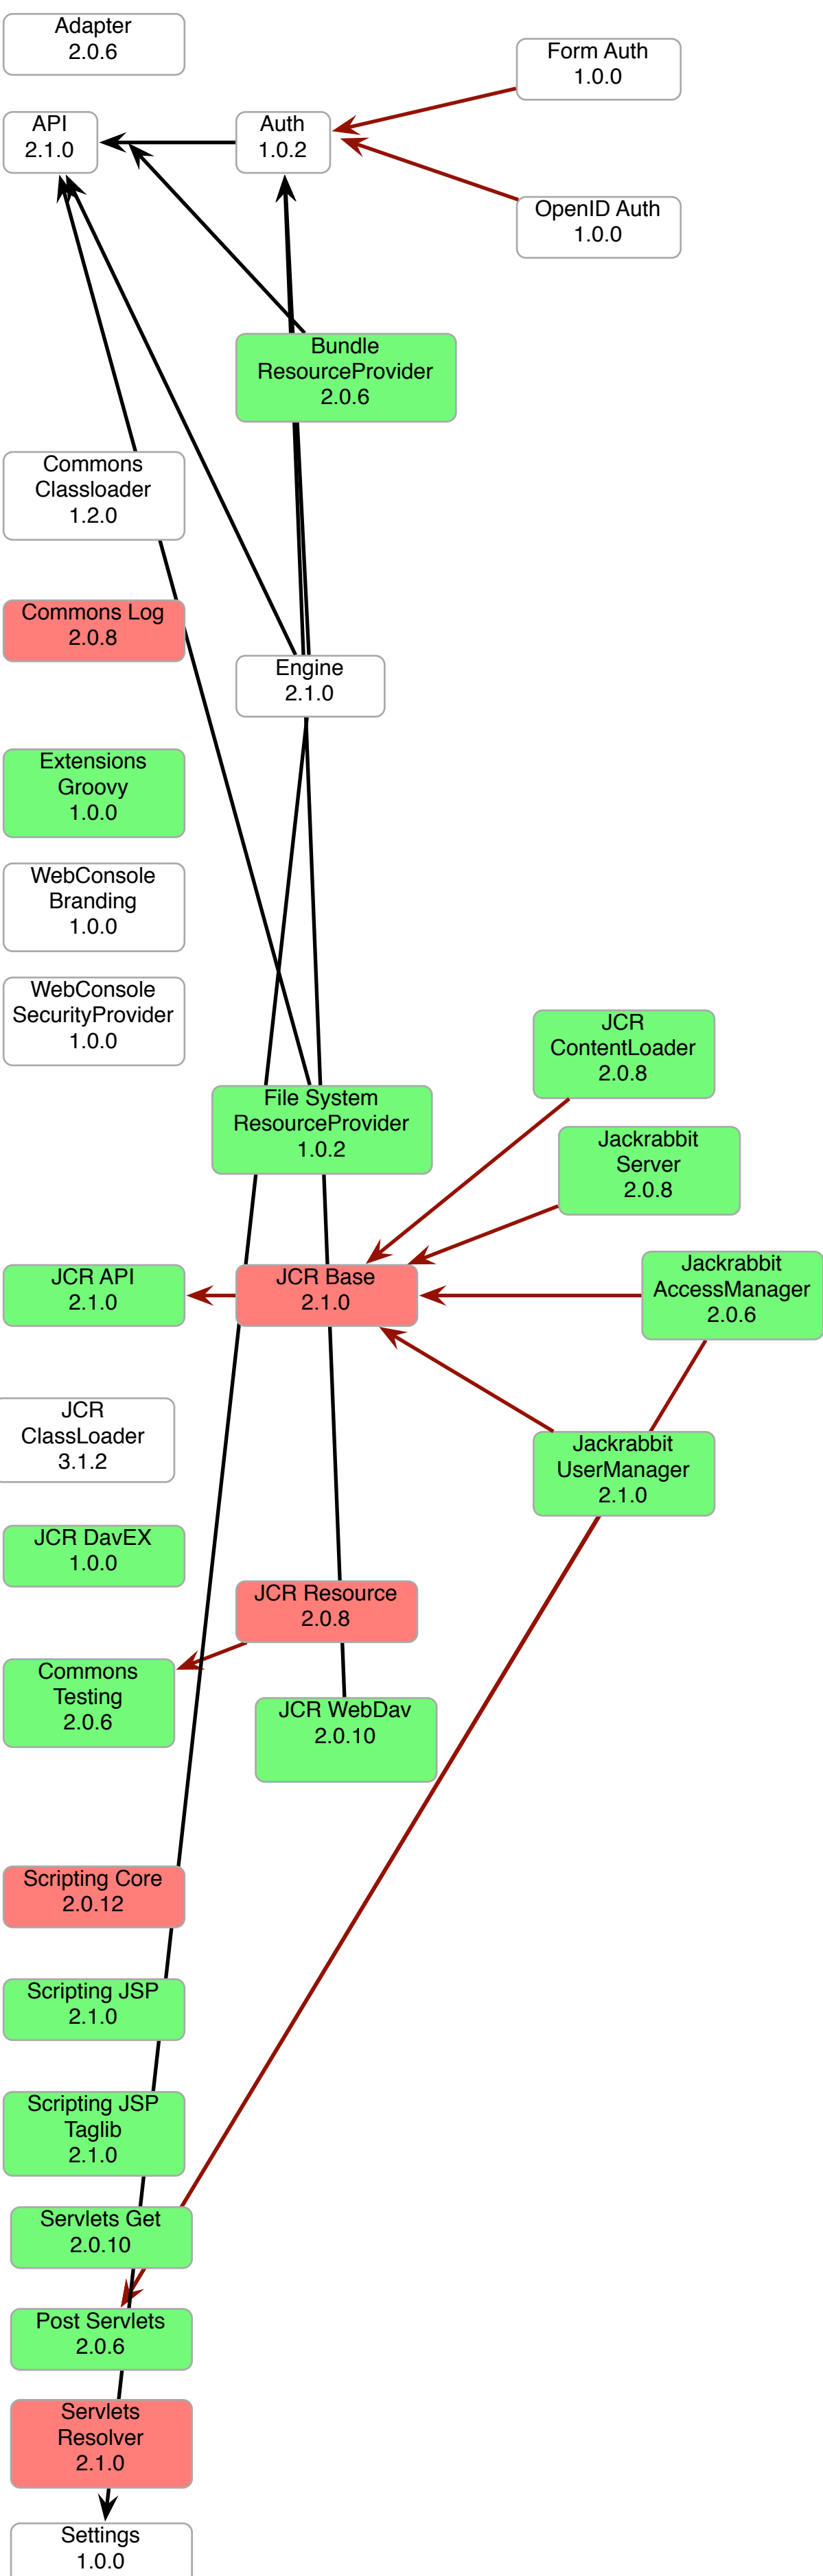 Adapter
2.0.6
Form Auth
1.0.0
API
2.1.0
Auth
1.0.2
OpenID Auth
1.0.0
Bundle
ResourceProvider
2.0.6
Commons
Classloader
1.2.0
Commons Log
2.0.8
Engine
2.1.0
Extensions
Groovy
1.0.0
WebConsole
Branding
1.0.0
WebConsole
SecurityProvider
1.0.0
JCR
ContentLoader
2.0.8
File System
ResourceProvider
1.0.2
Jackrabbit
Server
2.0.8
JCR API
2.1.0
JCR Base
2.1.0
Jackrabbit
AccessManager
2.0.6
JCR
ClassLoader
3.1.2
Jackrabbit
UserManager
2.1.0
JCR DavEX
1.0.0
JCR Resource
2.0.8
Commons
Testing
2.0.6
JCR WebDav
2.0.10
Scripting Core
2.0.12
Scripting JSP
2.1.0
Scripting JSP
Taglib
2.1.0
Servlets Get
2.0.10
Post Servlets
2.0.6
Servlets
Resolver
2.1.0
Settings
1.0.0